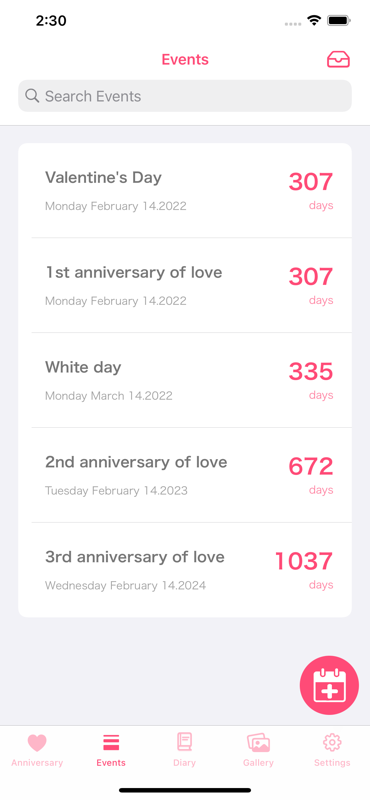 2:30
Events
Search Events
Valentine's Day
307
Monday February 14.2022
days
1st anniversary of love
307
Monday February 14.2022
days
White day
335
Monday March 14.2022
days
2nd anniversary of love
672
Tuesday February 14.2023
days
3rd anniversary of love
1037
Wednesday February 14.2024
days
Anniversary
Events
Diary
Gallery
Settings